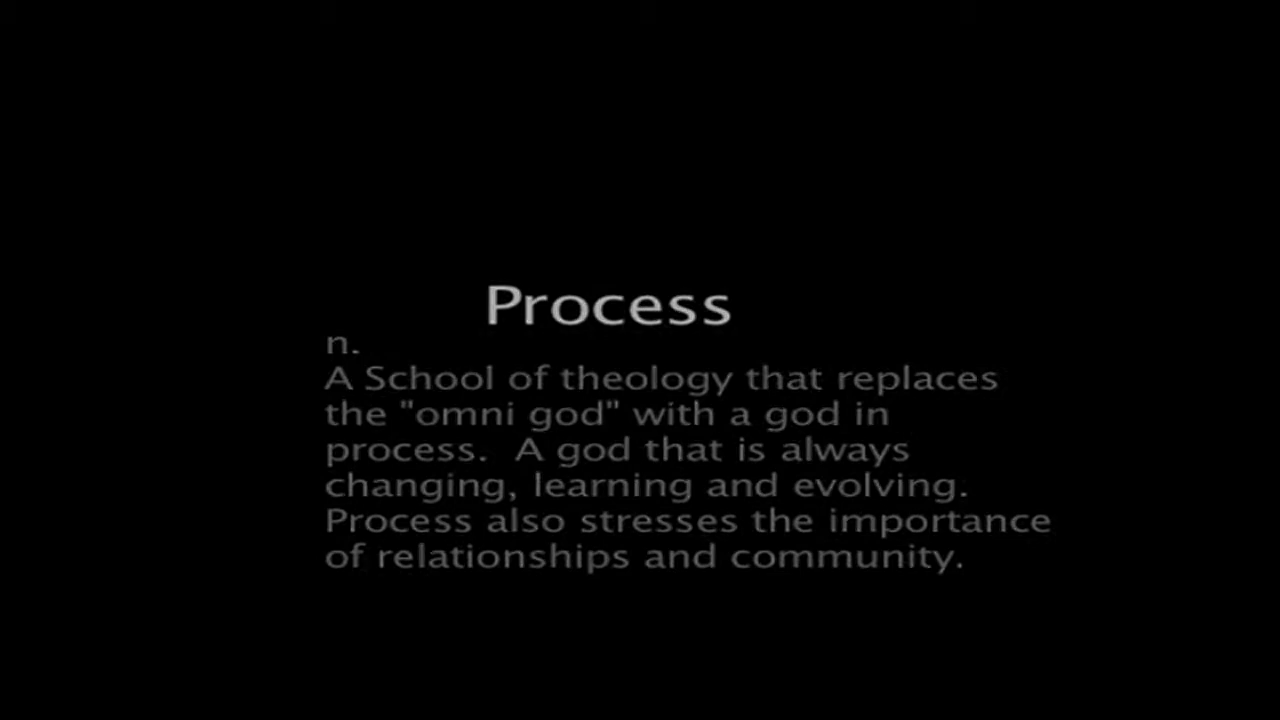 Process
n.
A School of theology that replaces
the "omni god" with a god in
process.  A god that is always
changing, learning and evolving.
Process also stresses the importance
of relationships and community.